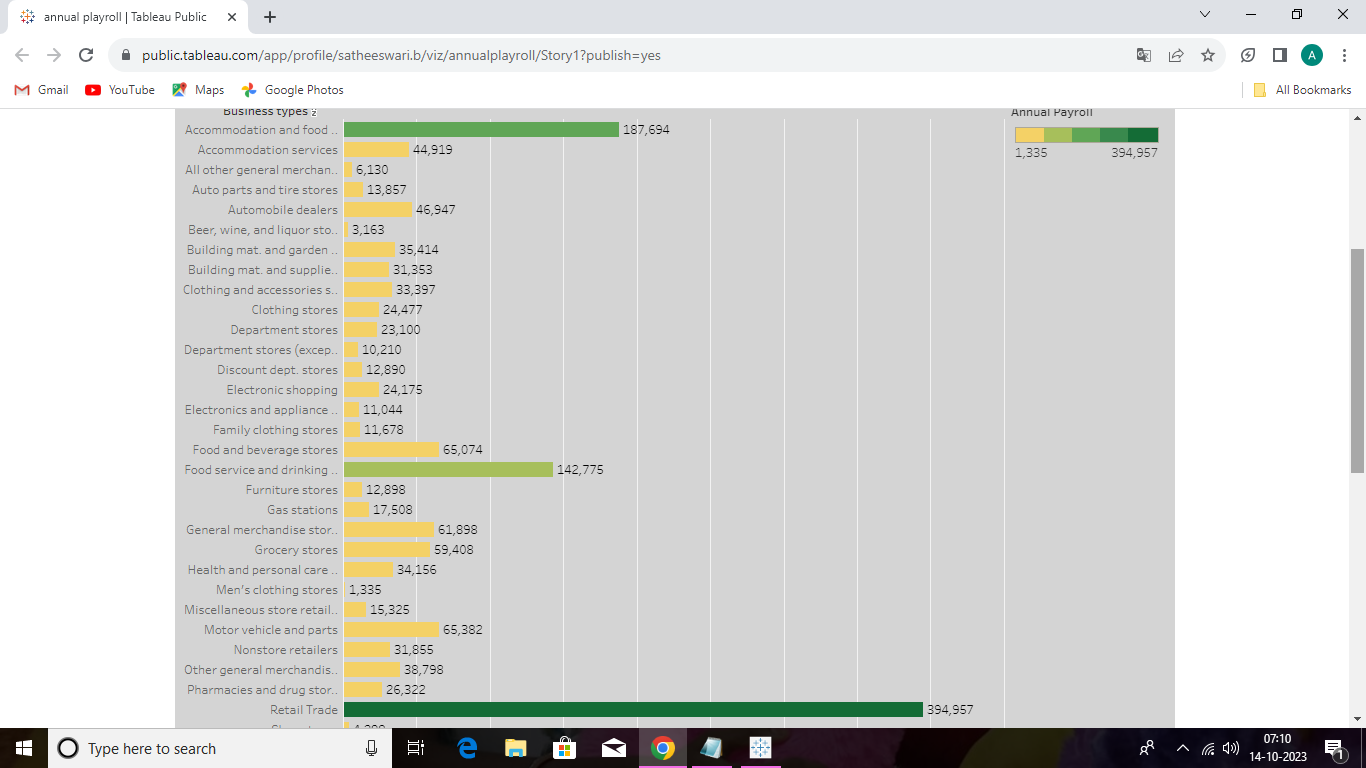 annual payroll | Tableau Public
public.tableau.com/app/profile/satheeswari.b/viz/annualplayroll/Story1?publish=yes
A
Gmail
YouTube
Maps
Google Photos
All Bookmarks
Business types
Annual Payroll
1,335 394,957
Accommodation and food .. 187,694
Accommodation services 44,919
All other general merchan.. 6,130
Auto parts and tire stores 13,857
Automobile dealers 46,947
Beer, wine, and liquor sto.. 3,163
Building mat. and garden .. 35,414
Building mat. and supplie.. 31,353
Clothing and accessories s.. 33,397
Clothing stores 24,477
Department stores 23,100
Department stores (excep.. 10,210
Discount dept. stores 12,890
Electronic shopping 24,175
Electronics and appliance .. 11,044
Family clothing stores 11,678
Food and beverage stores 65,074
Food service and drinking .. 142,775
Furniture stores 12,898
Gas stations 17,508
General merchandise stor.. 61,898
Grocery stores 59,408
Health and personal care .. 34,156
Men's clothing stores 1,335
Miscellaneous store retail.. 15,325
Motor vehicle and parts 65,382
Nonstore retailers 31,855
Other general merchandis.. 38,798
Pharmacies and drug stor.. 26,322
Retail Trade 394,957
Type here to search
07:10
14-10-2023
1